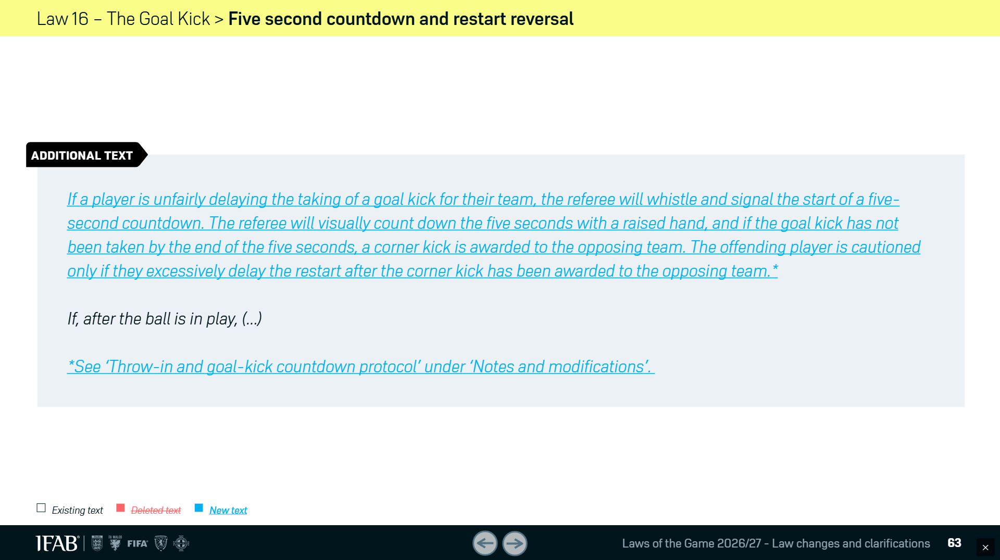 Law 16 – The Goal Kick > Five second countdown and restart reversal
ADDITIONAL TEXT
If a player is unfairly delaying the taking of a goal kick for their team, the referee will whistle and signal the start of a five-
second countdown. The referee will visually count down the five seconds with a raised hand, and if the goal kick has not
been taken by the end of the five seconds, a corner kick is awarded to the opposing team. The offending player is cautioned
only if they excessively delay the restart after the corner kick has been awarded to the opposing team.*
If, after the ball is in play, (...)
*See ‘Throw-in and goal-kick countdown protocol’ under ‘Notes and modifications’.
Existing text Deleted text New text
IFAB® FA WALES FIFA® Laws of the Game 2026/27 - Law changes and clarifications 63